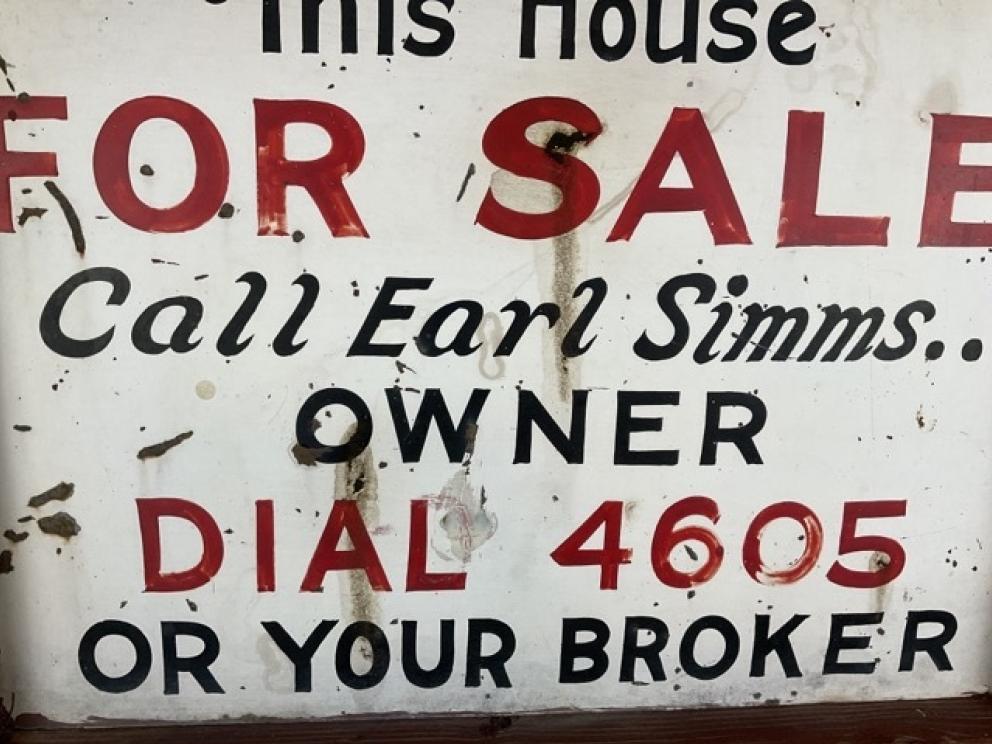 This House
FOR SALE
Call Earl Simms..
OWNER
DIAL 4605
OR YOUR BROKER